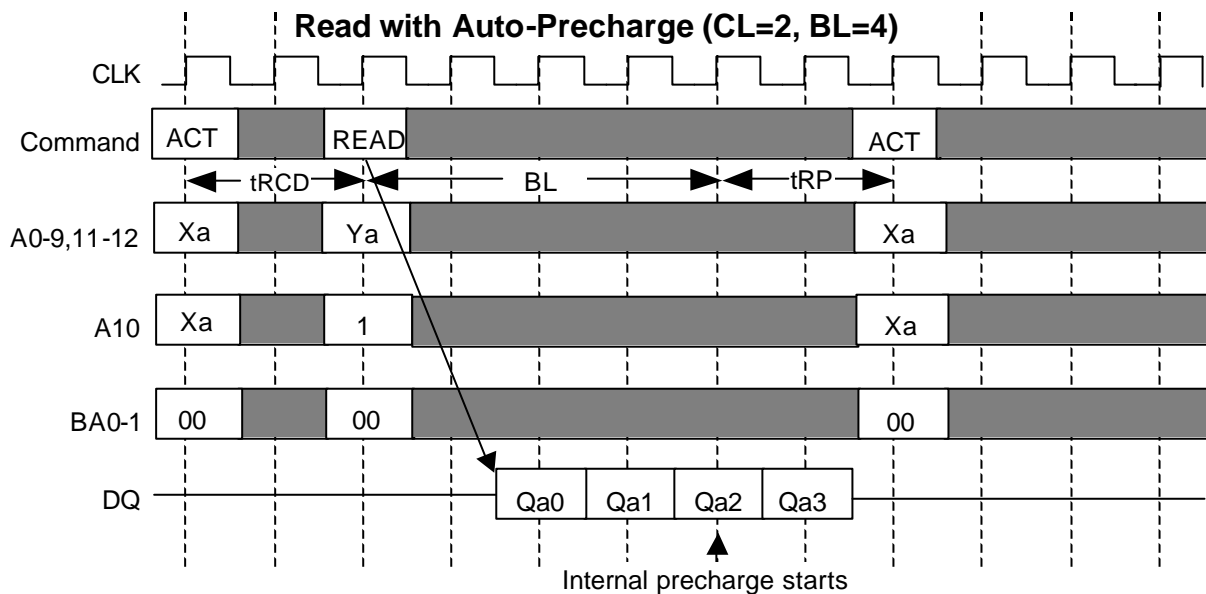 Read with Auto-Precharge (CL=2, BL=4)
CLK
Command ACT READ ACT
tRCD BL tRP
A0-9,11-12 Xa Ya Xa
A10 Xa 1 Xa
BA0-1 00 00 00
DQ Qa0 Qa1 Qa2 Qa3
Internal precharge starts